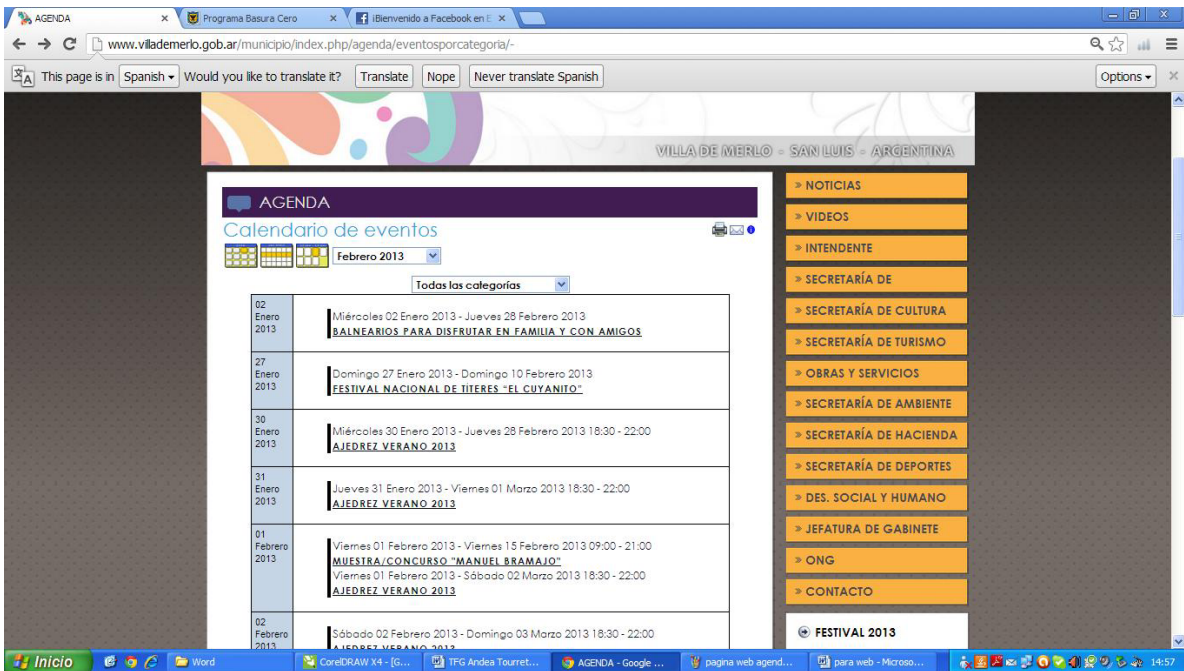 AGENDA
Programa Basura Cero
¡Bienvenido a Facebook en E
www.villademerlo.gob.ar/municipio/index.php/agenda/eventosporcategoria/-
This page is in Spanish Would you like to translate it? Translate Nope Never translate Spanish Options
VILLA DE MERLO - SAN LUIS - ARGENTINA
AGENDA
Calendario de eventos
Febrero 2013
Todas las categorías
02
Enero
2013
Miércoles 02 Enero 2013 - Jueves 28 Febrero 2013
BALNEARIOS PARA DISFRUTAR EN FAMILIA Y CON AMIGOS
27
Enero
2013
Domingo 27 Enero 2013 - Domingo 10 Febrero 2013
FESTIVAL NACIONAL DE TÍTERES "EL CUYANITO"
30
Enero
2013
Miércoles 30 Enero 2013 - Jueves 28 Febrero 2013 18:30 - 22:00
AJEDREZ VERANO 2013
31
Enero
2013
Jueves 31 Enero 2013 - Viernes 01 Marzo 2013 18:30 - 22:00
AJEDREZ VERANO 2013
01
Febrero
2013
Viernes 01 Febrero 2013 - Viernes 15 Febrero 2013 09:00 - 21:00
MUESTRA/CONCURSO "MANUEL BRAMAJO"
Viernes 01 Febrero 2013 - Sábado 02 Marzo 2013 18:30 - 22:00
AJEDREZ VERANO 2013
02
Febrero
2013
Sábado 02 Febrero 2013 - Domingo 03 Marzo 2013 18:30 - 22:00
AJEDREZ VERANO 2013
» NOTICIAS
» VIDEOS
» INTENDENTE
» SECRETARÍA DE
» SECRETARÍA DE CULTURA
» SECRETARÍA DE TURISMO
» OBRAS Y SERVICIOS
» SECRETARÍA DE AMBIENTE
» SECRETARÍA DE HACIENDA
» SECRETARÍA DE DEPORTES
» DES. SOCIAL Y HUMANO
» JEFATURA DE GABINETE
» ONG
» CONTACTO
FESTIVAL 2013
Inicio
Word
CorelDRAW X4 - [G...
TFG Andea Tourret...
AGENDA - Google ...
pagina web agend...
para web - Microso...
14:57